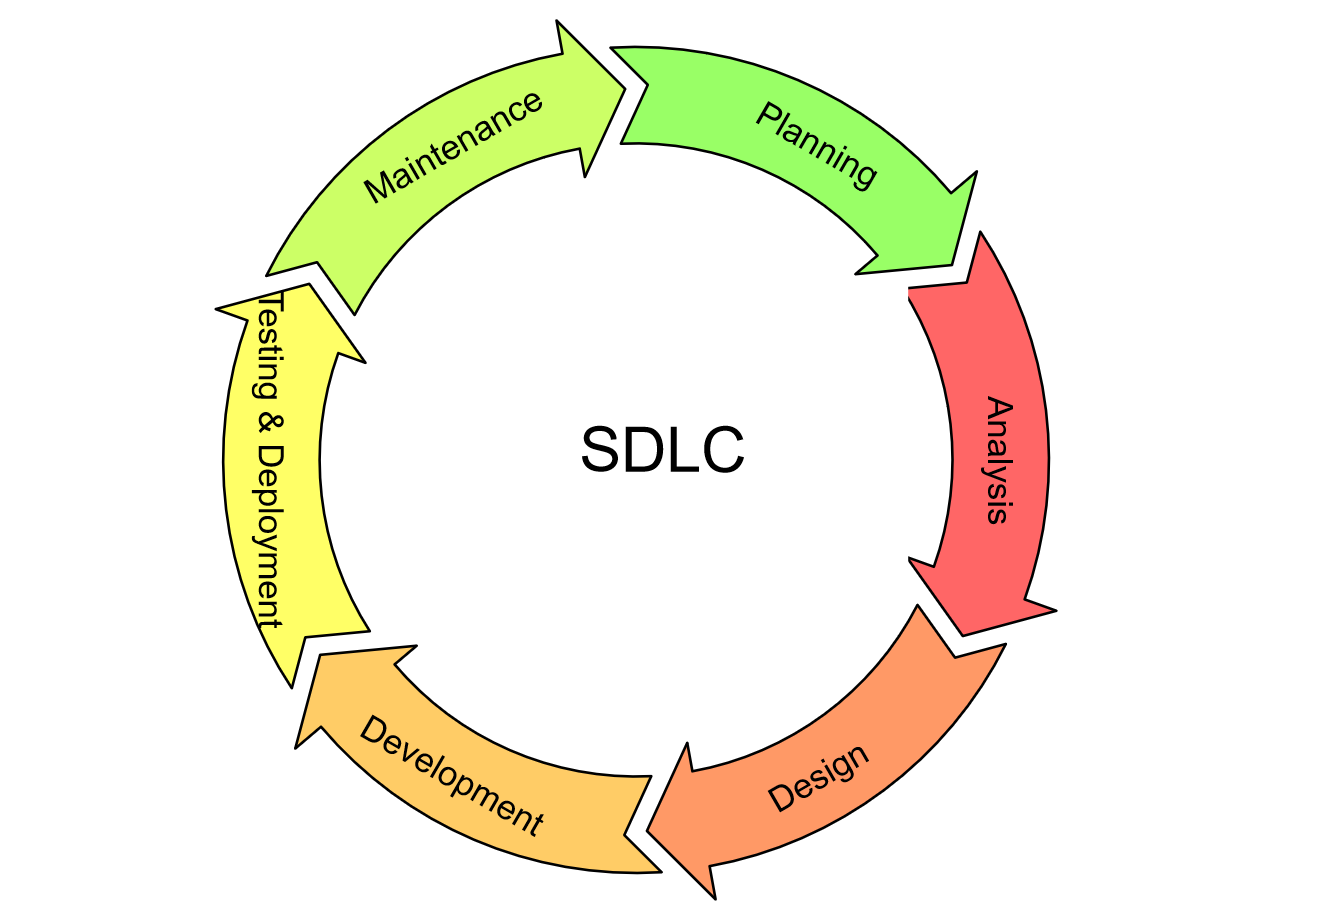 Planning
Analysis
Design
Development
Testing & Deployment
Maintenance
SDLC